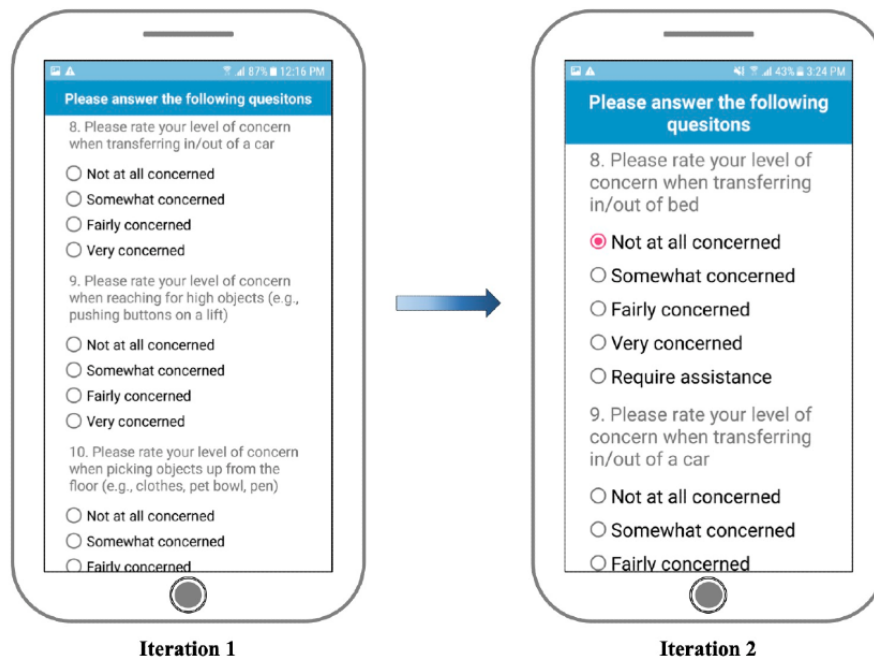 87% 12:16 PM
Please answer the following quesitons
8. Please rate your level of concern
when transferring in/out of a car
Not at all concerned
Somewhat concerned
Fairly concerned
Very concerned
9. Please rate your level of concern
when reaching for high objects (e.g.,
pushing buttons on a lift)
Not at all concerned
Somewhat concerned
Fairly concerned
Very concerned
10. Please rate your level of concern
when picking objects up from the
floor (e.g., clothes, pet bowl, pen)
Not at all concerned
Somewhat concerned
Fairly concerned
Iteration 1
43% 3:24 PM
Please answer the following
quesitons
8. Please rate your level of
concern when transferring
in/out of bed
Not at all concerned
Somewhat concerned
Fairly concerned
Very concerned
Require assistance
9. Please rate your level of
concern when transferring
in/out of a car
Not at all concerned
Somewhat concerned
Fairly concerned
Iteration 2